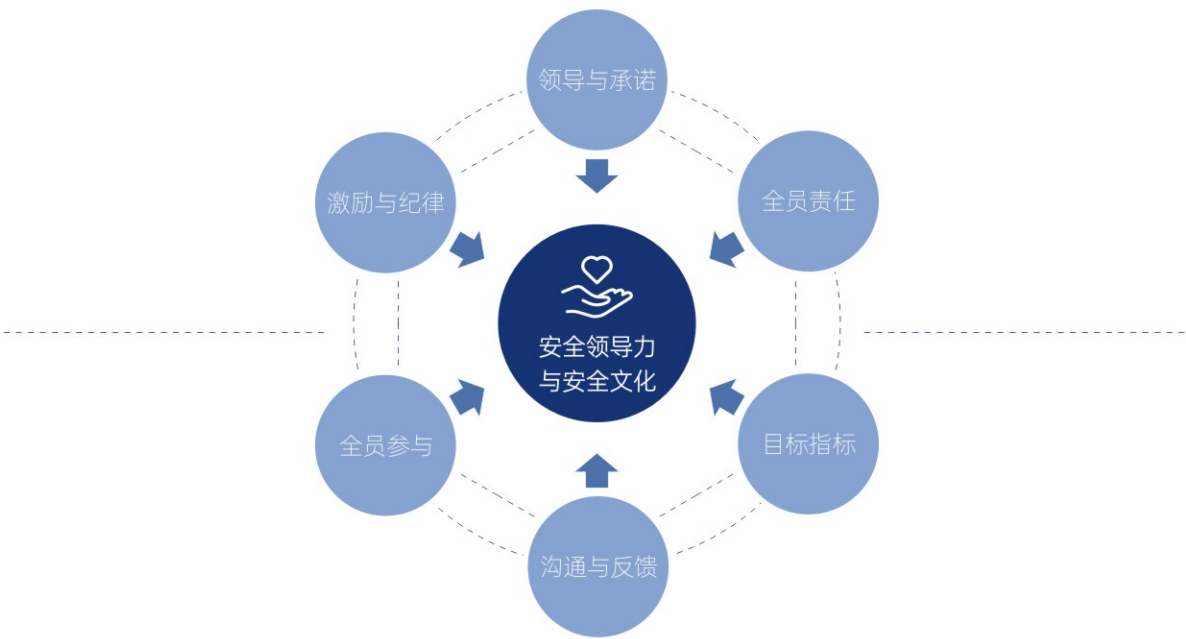 领导与承诺
激励与纪律
全员责任
安全领导力
与安全文化
全员参与
目标指标
沟通与反馈